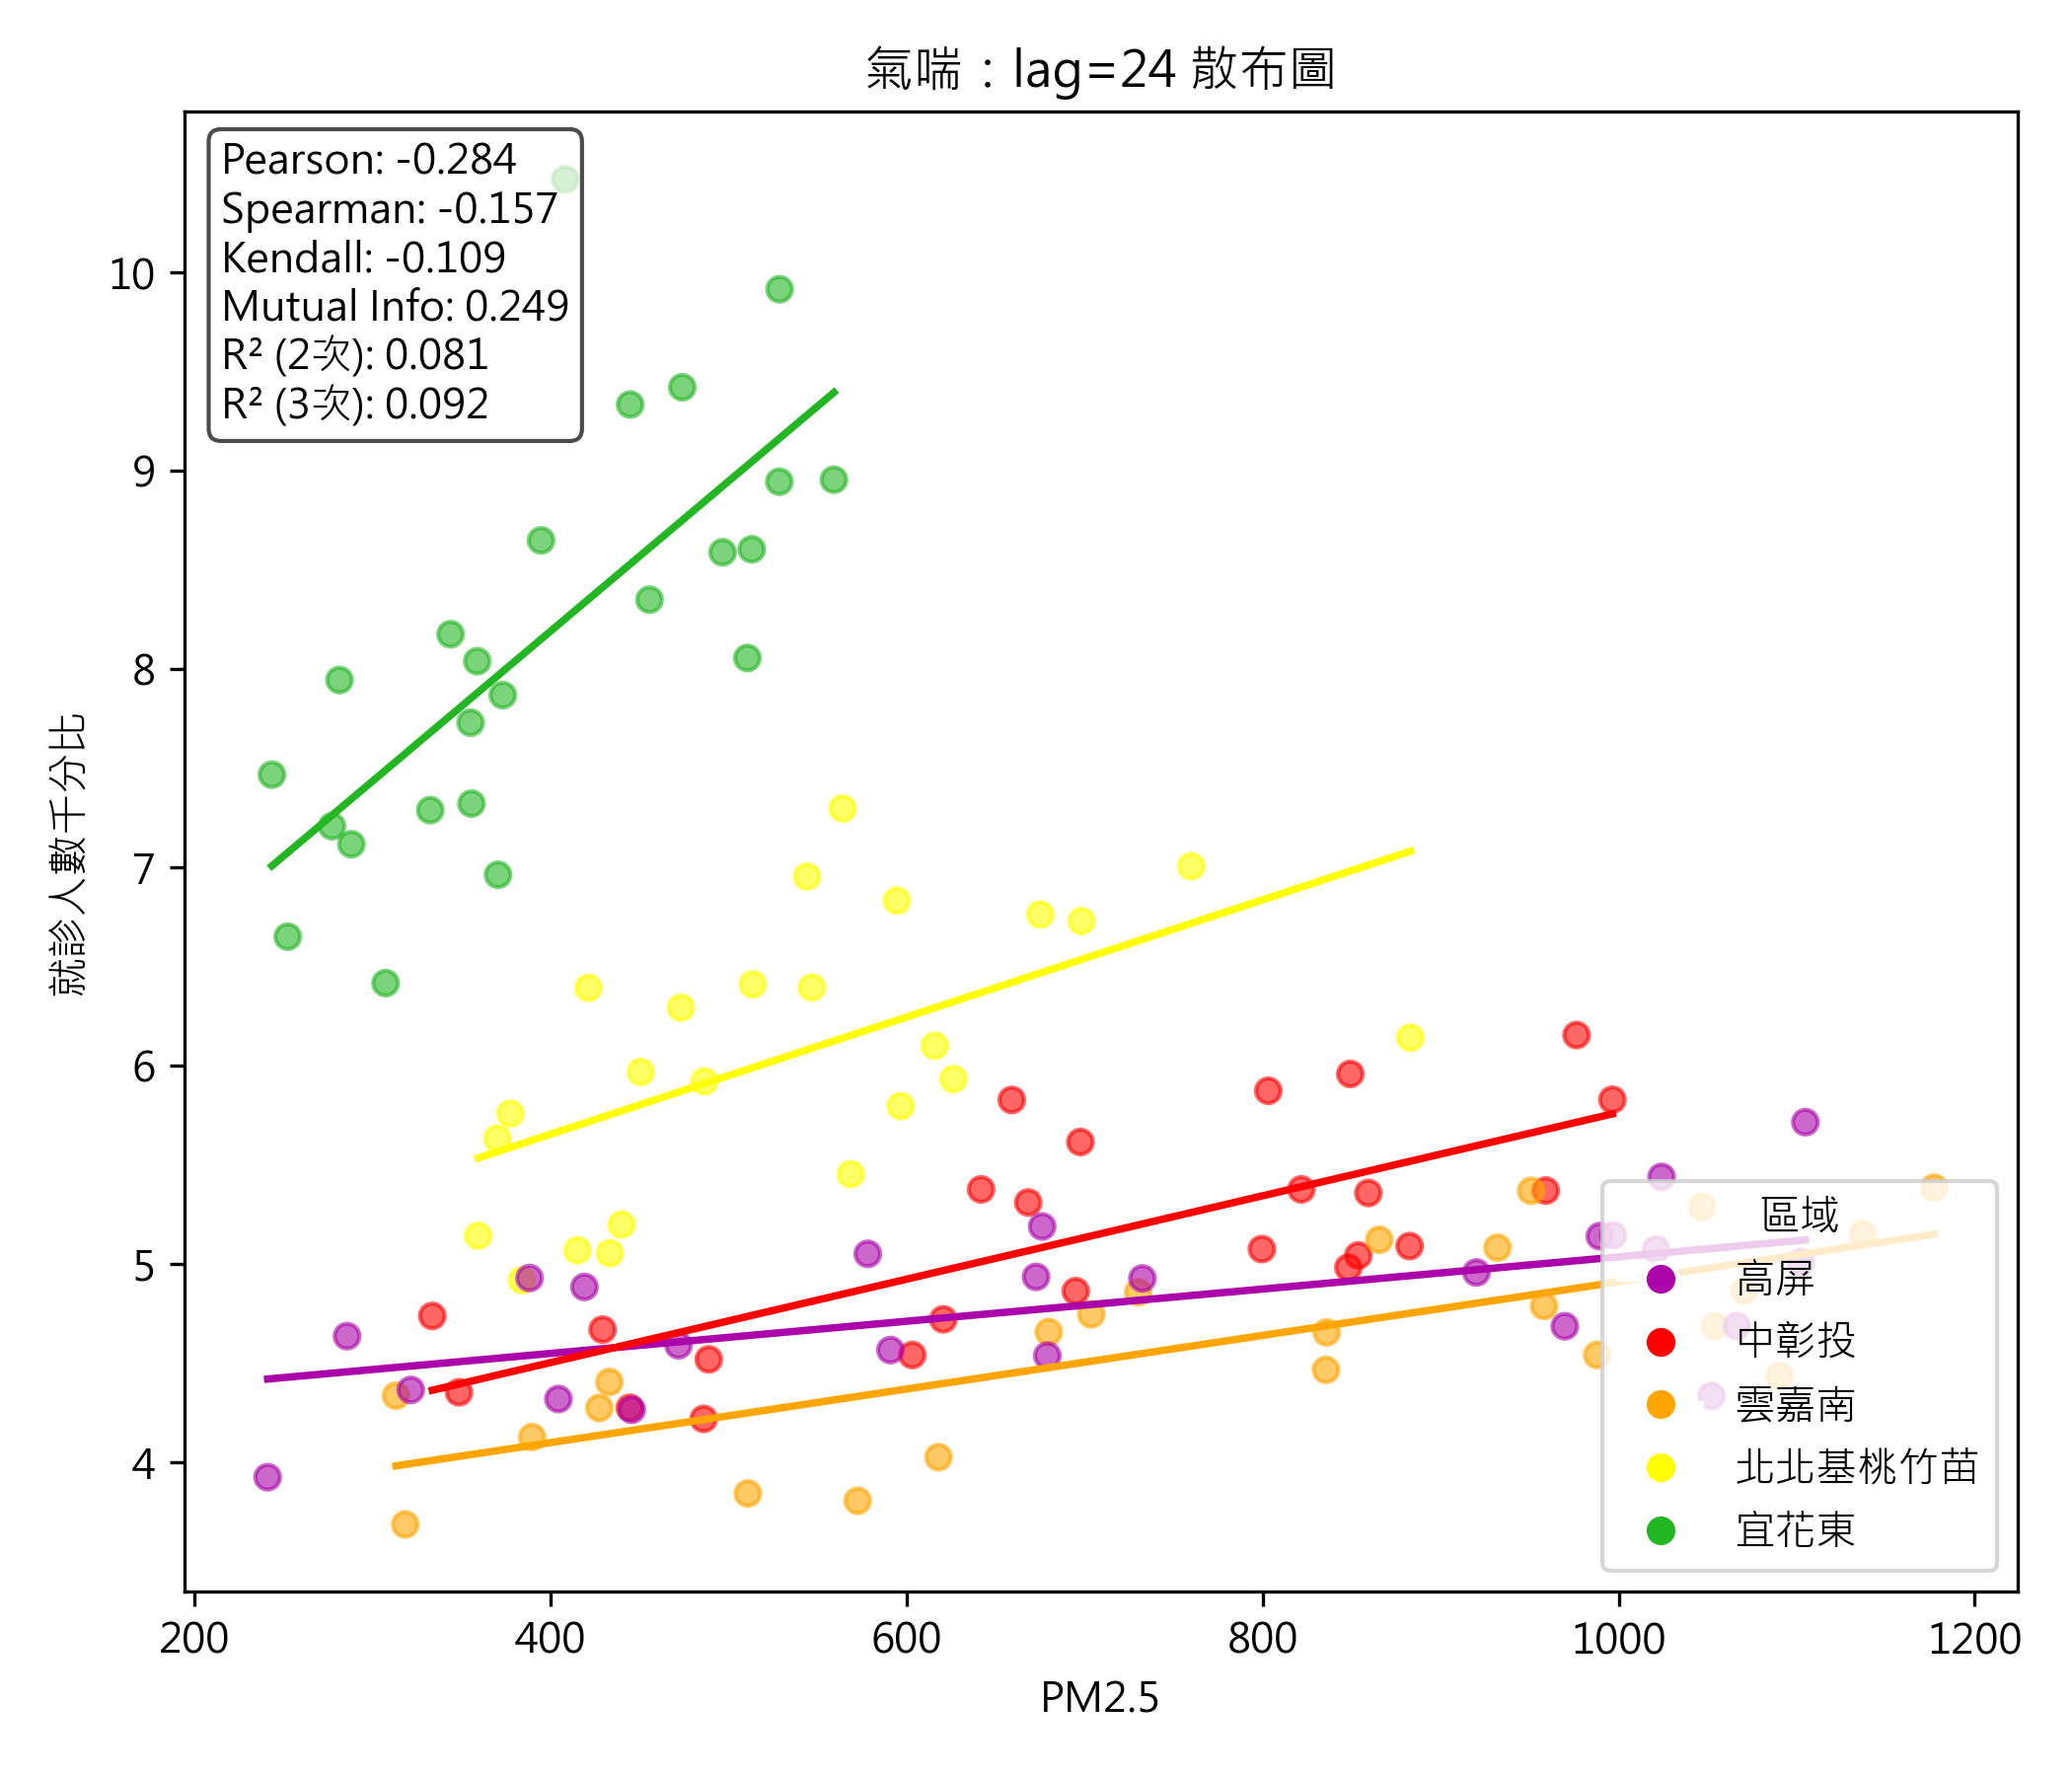 氣喘：lag=24 散布圖
Pearson: -0.284
Spearman: -0.157
Kendall: -0.109
Mutual Info: 0.249
R² (2次): 0.081
R² (3次): 0.092
10
9
8
7
6
5
4
就診人數千分比
區域
高屏
中彰投
雲嘉南
北北基桃竹苗
宜花東
200 400 600 800 1000 1200
PM2.5